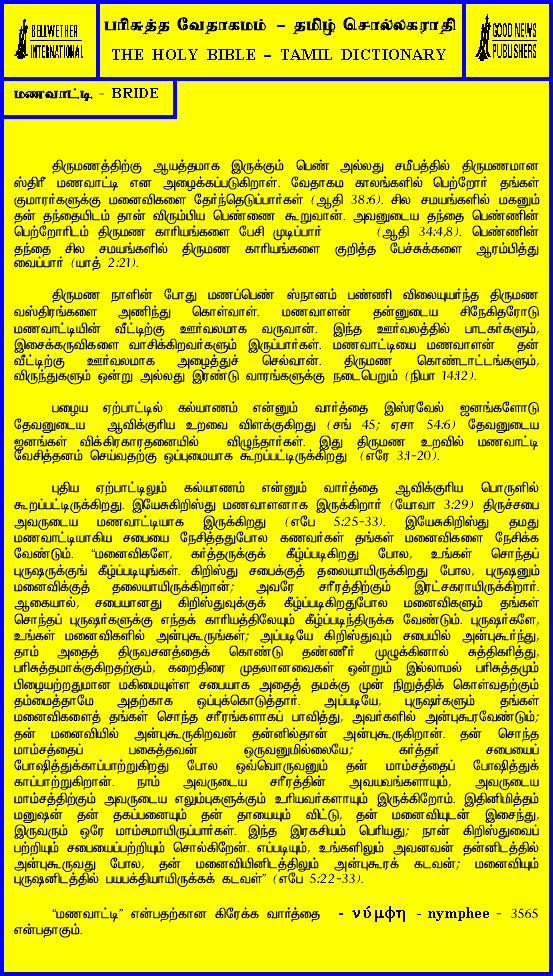 BELLWETHER INTERNATIONAL
பரிசுத்த வேதாகமம் – தமிழ் சொல்லகராதி
THE HOLY BIBLE – TAMIL DICTIONARY
GOOD NEWS PUBLISHERS
மணவாட்டி - BRIDE
திருமணத்திற்கு ஆயத்தமாக இருக்கும் பெண் அல்லது சமீபத்தில் திருமணமான
ஸ்திரீ மணவாட்டி என அழைக்கப்படுகிறாள். வேதாகம காலங்களில் பெற்றோர் தங்கள்
குமாரர்களுக்கு மனைவிகளை தேர்ந்தெடுப்பார்கள் (ஆதி 38:6). சில சமயங்களில் மகனும்
தன் தந்தையிடம் தான் விரும்பிய பெண்ணை கூறுவான். அவனுடைய தந்தை பெண்ணின்
பெற்றோரிடம் திருமண காரியங்களை பேசி முடிப்பார் (ஆதி 34:4,8). பெண்ணின்
தந்தை சில சமயங்களில் திருமண காரியங்களை குறித்த பேச்சுக்களை ஆரம்பித்து
வைப்பார் (யாத் 2:21).
திருமண நாளின் போது மணப்பெண் ஸ்நானம் பண்ணி விலையுயர்ந்த திருமண
வஸ்திரங்களை அணிந்து கொள்வாள். மணவாளன் தன்னுடைய சிநேகிதரோடு
மணவாட்டியின் வீட்டிற்கு ஊர்வலமாக வருவான். இந்த ஊர்வலத்தில் பாடகர்களும்,
இசைக்கருவிகளை வாசிக்கிறவர்களும் இருப்பார்கள். மணவாட்டியை மணவாளன் தன்
வீட்டிற்கு ஊர்வலமாக அழைத்துச் செல்வான். திருமண கொண்டாட்டங்களும்,
விருந்துகளும் ஒன்று அல்லது இரண்டு வாரங்களுக்கு நடைபெறும் (நியா 14:12).
பழைய ஏற்பாட்டில் கல்யாணம் என்னும் வார்த்தை இஸ்ரவேல் ஜனங்களோடு
தேவனுடைய ஆவிக்குரிய உறவை விளக்குகிறது (சங் 45; ஏசா 54:6) தேவனுடைய
ஜனங்கள் விக்கிரகாரதனையில் விழுந்தார்கள். இது திருமண உறவில் மணவாட்டி
வேசித்தனம் செய்வதற்கு ஒப்புமையாக கூறப்பட்டிருக்கிறது (எரே 3:1-20).
புதிய ஏற்பாட்டிலும் கல்யாணம் என்னும் வார்த்தை ஆவிக்குரிய பொருளில்
கூறப்பட்டிருக்கிறது. இயேசுகிறிஸ்து மணவாளனாக இருக்கிறார் (யோவா 3:29) திருச்சபை
அவருடைய மணவாட்டியாக இருக்கிறது (எபே 5:25-33). இயேசுகிறிஸ்து தமது
மணவாட்டியாகிய சபையை நேசித்ததுபோல கணவர்கள் தங்கள் மனைவிகளை நேசிக்க
வேண்டும். "மனைவிகளே, கர்த்தருக்குக் கீழ்ப்படிகிறது போல, உங்கள் சொந்தப்
புருஷருக்குங் கீழ்ப்படியுங்கள். கிறிஸ்து சபைக்குத் தலையாயிருக்கிறது போல, புருஷனும்
மனைவிக்குத் தலையாயிருக்கிறான்; அவரே சரீரத்திற்கும் இரட்சகராயிருக்கிறார்.
ஆகையால், சபையானது கிறிஸ்துவுக்குக் கீழ்ப்படிகிறதுபோல மனைவிகளும் தங்கள்
சொந்தப் புருஷர்களுக்கு எந்தக் காரியத்திலேயும் கீழ்ப்படிந்திருக்க வேண்டும். புருஷர்களே,
உங்கள் மனைவிகளில் அன்புகூருங்கள்; அப்படியே கிறிஸ்துவும் சபையில் அன்புகூர்ந்து,
தாம் அதைத் திருவசனத்தைக் கொண்டு தண்ணீர் முழுக்கினால் சுத்திகரித்து,
பரிசுத்தமாக்குகிறதற்கும், கறைதிரை முதலானவைகள் ஒன்றும் இல்லாமல் பரிசுத்தமும்
பிழையற்றதுமான மகிமையுள்ள சபையாக அதைத் தமக்கு முன் நிறுத்திக் கொள்வதற்கும்
தம்மைத்தாமே அதற்காக ஒப்புக்கொடுத்தார். அப்படியே, புருஷர்களும் தங்கள்
மனைவிகளைத் தங்கள் சொந்த சரீரங்களாகப் பாவித்து, அவர்களில் அன்புகூரவேண்டும்;
தன் மனைவியில் அன்புகூருகிறவன் தன்னில்தான் அன்புகூருகிறான். தன் சொந்த
மாம்சத்தைப் பகைத்தவன் ஒருவனுமில்லையே; கர்த்தர் சபையைப்
போஷித்துக்காப்பாற்றுகிறது போல ஒவ்வொருவனும் தன் மாம்சத்தைப் போஷித்துக்
காப்பாற்றுகிறான். நாம் அவருடைய சரீரத்தின் அவயவங்களாயும், அவருடைய
மாம்சத்திற்கும் அவருடைய எலும்புகளுக்கும் உரியவர்களாயும் இருக்கிறோம். இதினிமித்தம்
மனுஷன் தன் தகப்பனையும் தன் தாயையும் விட்டு, தன் மனைவியுடன் இசைந்து,
இருவரும் ஒரே மாம்சமாயிருப்பார்கள். இந்த இரகசியம் பெரியது; நான் கிறிஸ்துவைப்
பற்றியும் சபையைப்பற்றியும் சொல்கிறேன். எப்படியும், உங்களிலும் அவனவன் தன்னிடத்தில்
அன்புகூருவது போல, தன் மனைவியினிடத்திலும் அன்புகூரக் கடவன்; மனைவியும்
புருஷனிடத்தில் பயபக்தியாயிருக்கக் கடவள்" (எபே 5:22-33).
"மணவாட்டி" என்பதற்கான கிரேக்க வார்த்தை - νύμφη - nymphee - 3565
என்பதாகும்.